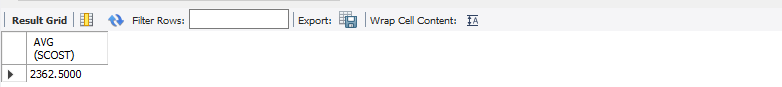 Result Grid Filter Rows: Export: Wrap Cell Content:
AVG
(SCOST)
2362.5000